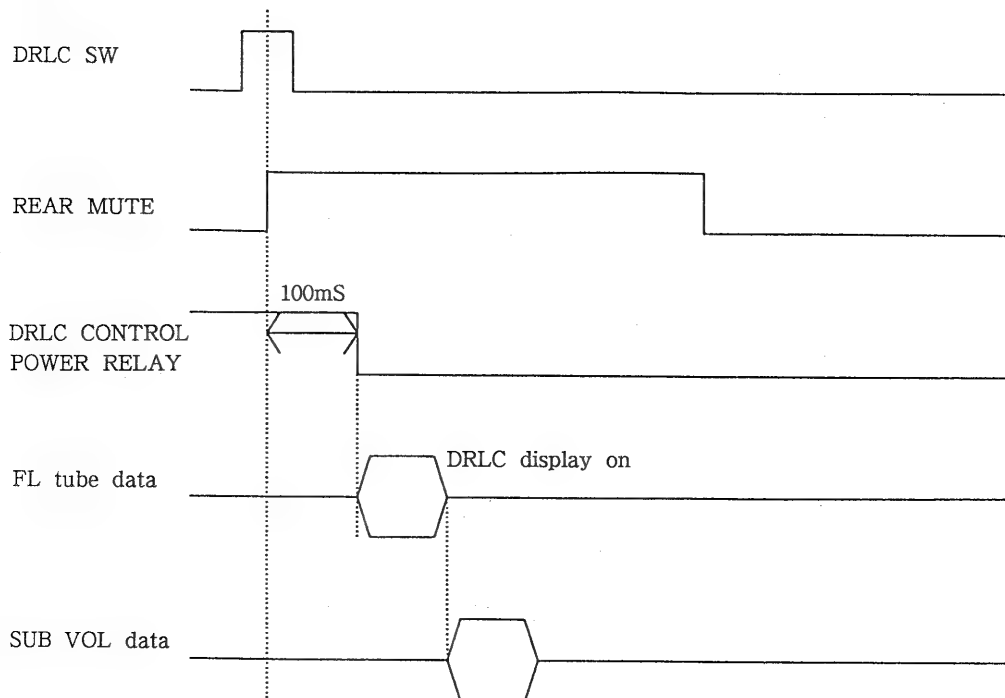 DRLC SW
REAR MUTE
100mS
DRLC CONTROL
POWER RELAY
DRLC display on
FL tube data
SUB VOL data